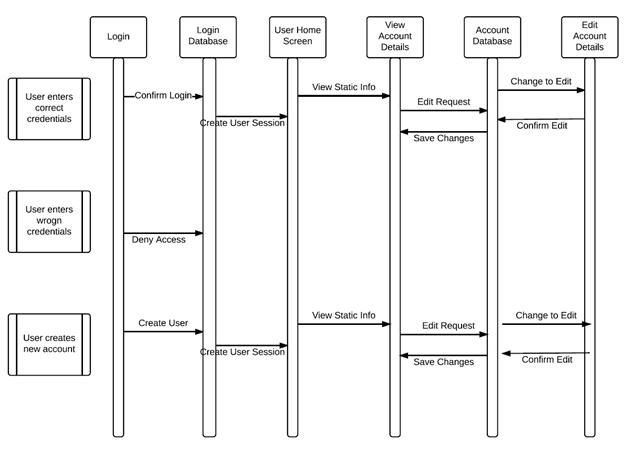 Login
Login
Database
User Home
Screen
View
Account
Details
Account
Database
Edit
Account
Details
User enters
correct
credentials
Confirm Login
Create User Session
View Static Info
Edit Request
Save Changes
Change to Edit
Confirm Edit
User enters
wrogn
credentials
Deny Access
User creates
new account
Create User
Create User Session
View Static Info
Edit Request
Save Changes
Change to Edit
Confirm Edit